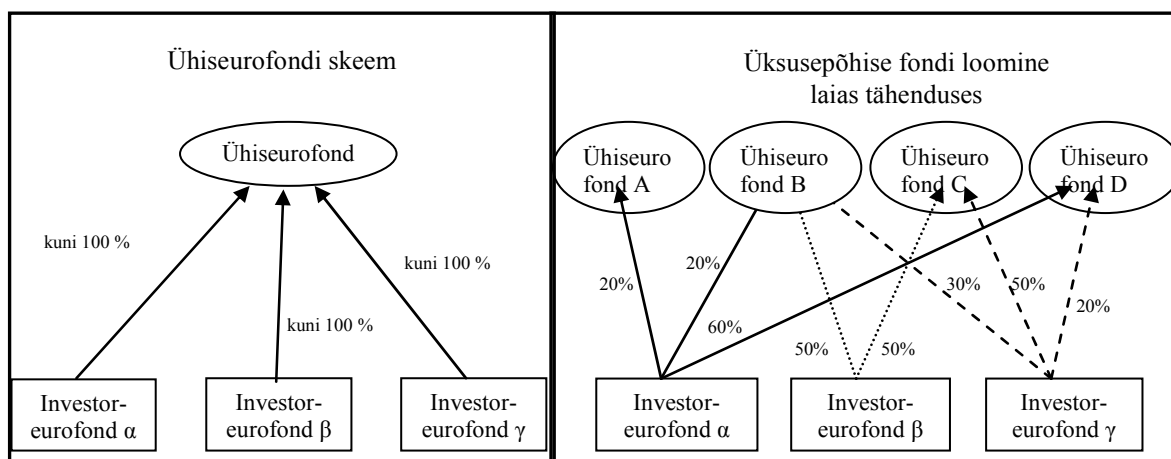 Ühiseurofondi skeem
Ühiseurofond
kuni 100 %
kuni 100 %
kuni 100 %
Investor-
eurofond α
Investor-
eurofond β
Investor-
eurofond γ
Üksusepõhise fondi loomine
laias tähenduses
Ühiseuro
fond A
Ühiseuro
fond B
Ühiseuro
fond C
Ühiseuro
fond D
20%
20%
60%
50%
50%
30%
50%
20%
Investor-
eurofond α
Investor-
eurofond β
Investor-
eurofond γ